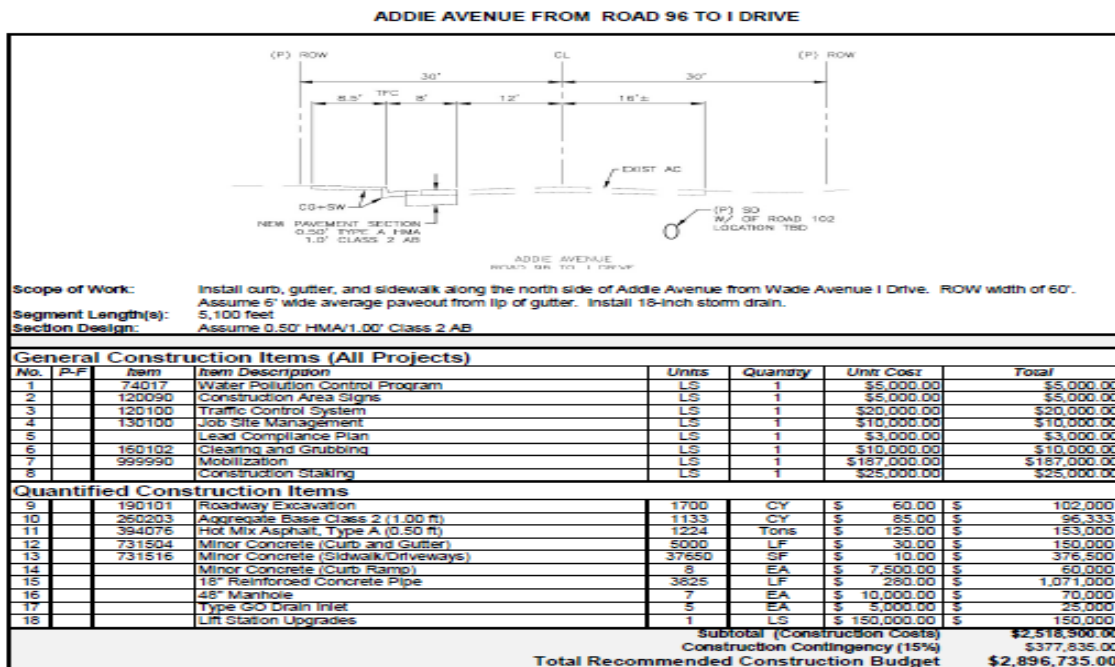 ADDIE AVENUE FROM ROAD 96 TO I DRIVE
(P) ROW CL (P) ROW
30' 30'
8.5' TFC 8' 12' 16'±
EXIST AC
CG+SW
NEW PAVEMENT SECTION
0.50' TYPE A HMA
1.0' CLASS 2 AB
(P) SD
W/ OF ROAD 102
LOCATION TBD
ADDIE AVENUE
ROAD 96 TO I DRIVE
Scope of Work: Install curb, gutter, and sidewalk along the north side of Addie Avenue from Wade Avenue I Drive. ROW width of 60'.
Assume 6' wide average paveout from lip of gutter. Install 18-inch storm drain.
Segment Length(s): 5,100 feet
Section Design: Assume 0.50' HMA/1.00' Class 2 AB
General Construction Items (All Projects)
No. P-F Item Item Description Units Quantity Unit Cost Total
1 74017 Water Pollution Control Program LS 1 $5,000.00 $5,000.00
2 120090 Construction Area Signs LS 1 $5,000.00 $5,000.00
3 120100 Traffic Control System LS 1 $20,000.00 $20,000.00
4 130100 Job Site Management LS 1 $10,000.00 $10,000.00
5 Lead Compliance Plan LS 1 $3,000.00 $3,000.00
6 160102 Clearing and Grubbing LS 1 $10,000.00 $10,000.00
7 999990 Mobilization LS 1 $187,000.00 $187,000.00
8 Construction Staking LS 1 $25,000.00 $25,000.00
Quantified Construction Items
9 190101 Roadway Excavation 1700 CY $ 60.00 $ 102,000
10 260203 Aggregate Base Class 2 (1.00 ft) 1133 CY $ 85.00 $ 96,333
11 394076 Hot Mix Asphalt, Type A (0.50 ft) 1224 Tons $ 125.00 $ 153,000
12 731504 Minor Concrete (Curb and Gutter) 5000 LF $ 30.00 $ 150,000
13 731516 Minor Concrete (Sidwalk/Driveways) 37650 SF $ 10.00 $ 376,500
14 Minor Concrete (Curb Ramp) 8 EA $ 7,500.00 $ 60,000
15 18" Reinforced Concrete Pipe 3825 LF $ 280.00 $ 1,071,000
16 48" Manhole 7 EA $ 10,000.00 $ 70,000
17 Type GO Drain Inlet 5 EA $ 5,000.00 $ 25,000
18 Lift Station Upgrades 1 LS $ 150,000.00 $ 150,000
Subtotal (Construction Costs) $2,518,900.00
Construction Contingency (15%) $377,835.00
Total Recommended Construction Budget $2,896,735.00